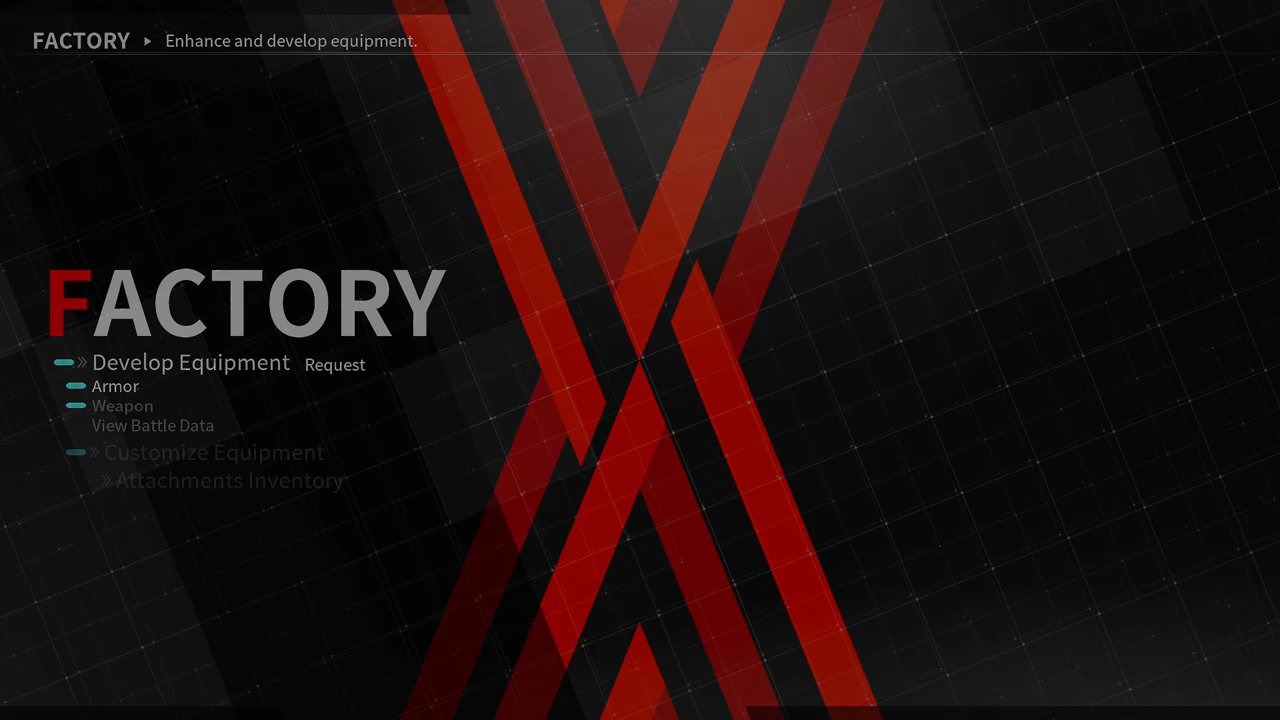 FACTORY ▸ Enhance and develop equipment.
FACTORY
» Develop Equipment Request
Armor
Weapon
View Battle Data
» Customize Equipment
» Attachments Inventory